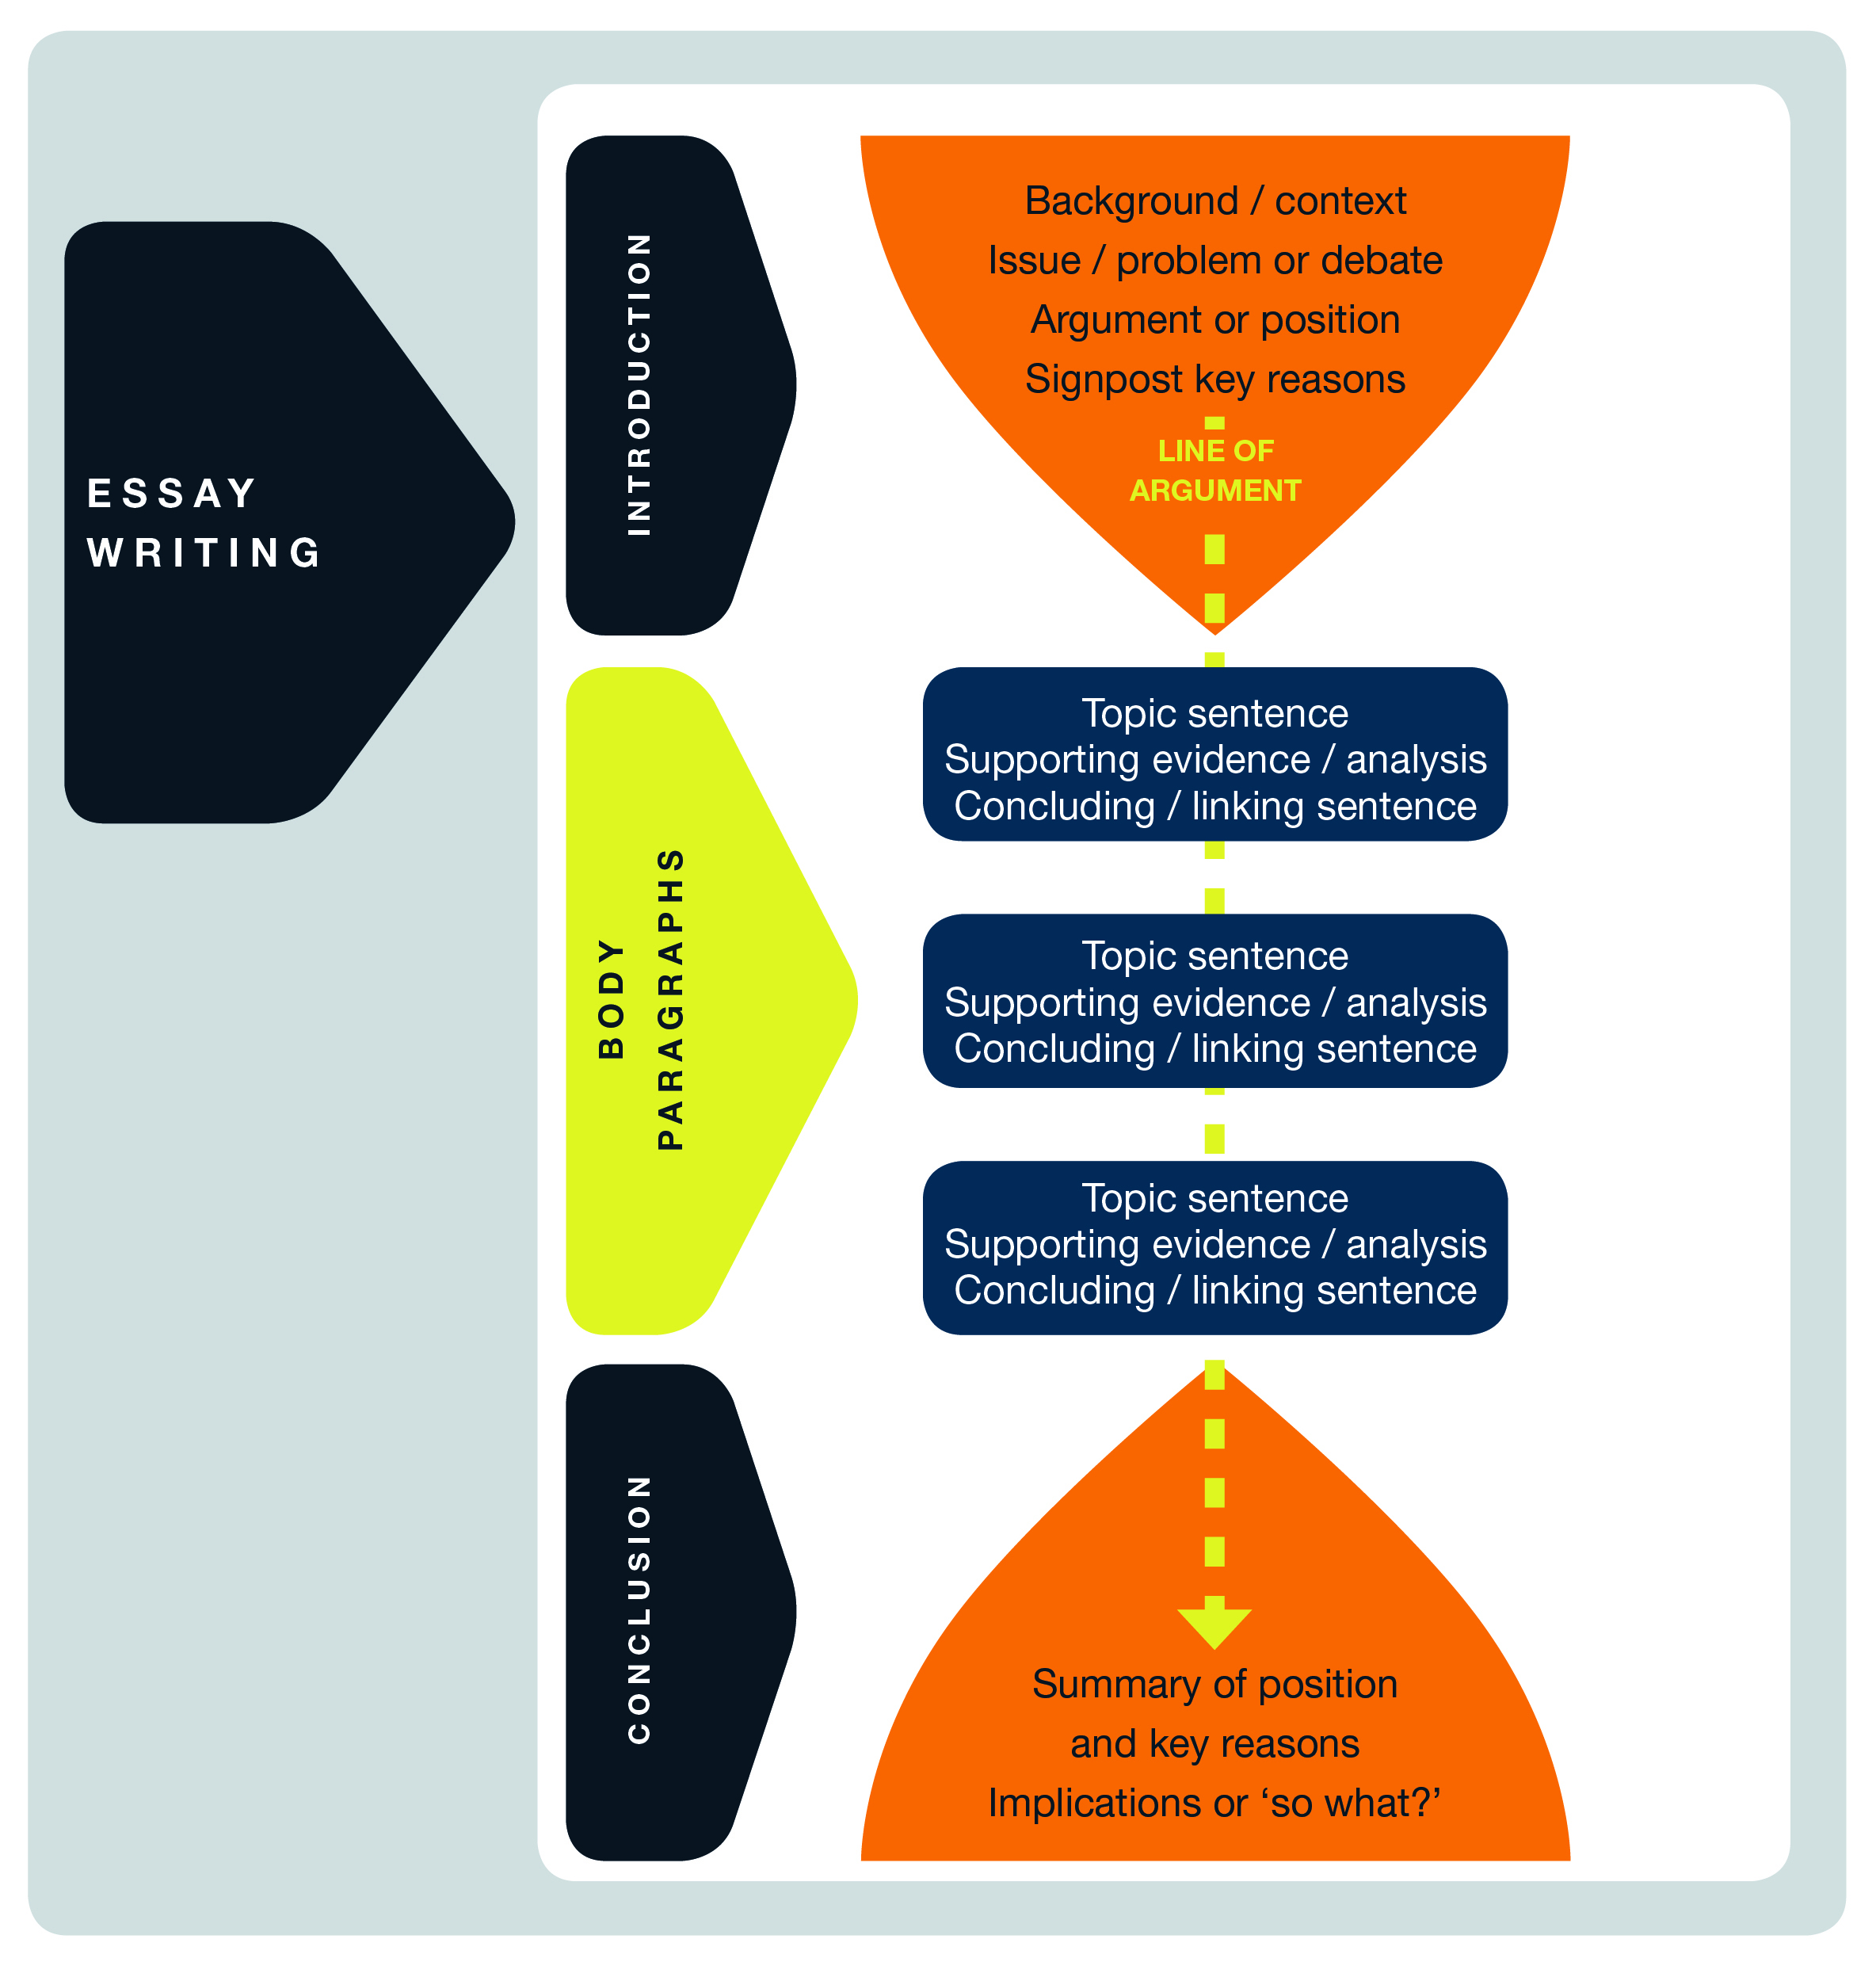 ESSAY
WRITING
INTRODUCTION
Background / context
Issue / problem or debate
Argument or position
Signpost key reasons
LINE OF
ARGUMENT
BODY
PARAGRAPHS
Topic sentence
Supporting evidence / analysis
Concluding / linking sentence
Topic sentence
Supporting evidence / analysis
Concluding / linking sentence
Topic sentence
Supporting evidence / analysis
Concluding / linking sentence
CONCLUSION
Summary of position
and key reasons
Implications or ‘so what?’